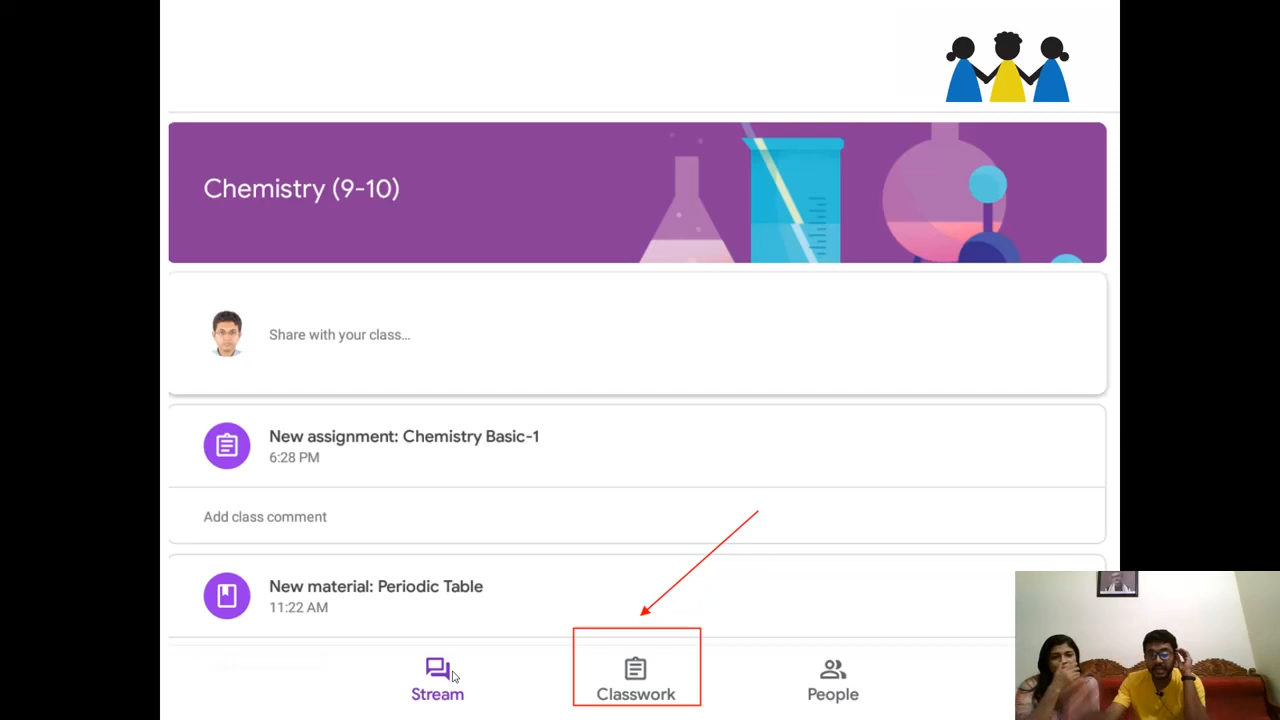 Chemistry (9-10)
Share with your class...
New assignment: Chemistry Basic-1
6:28 PM
Add class comment
New material: Periodic Table
11:22 AM
Stream
Classwork
People